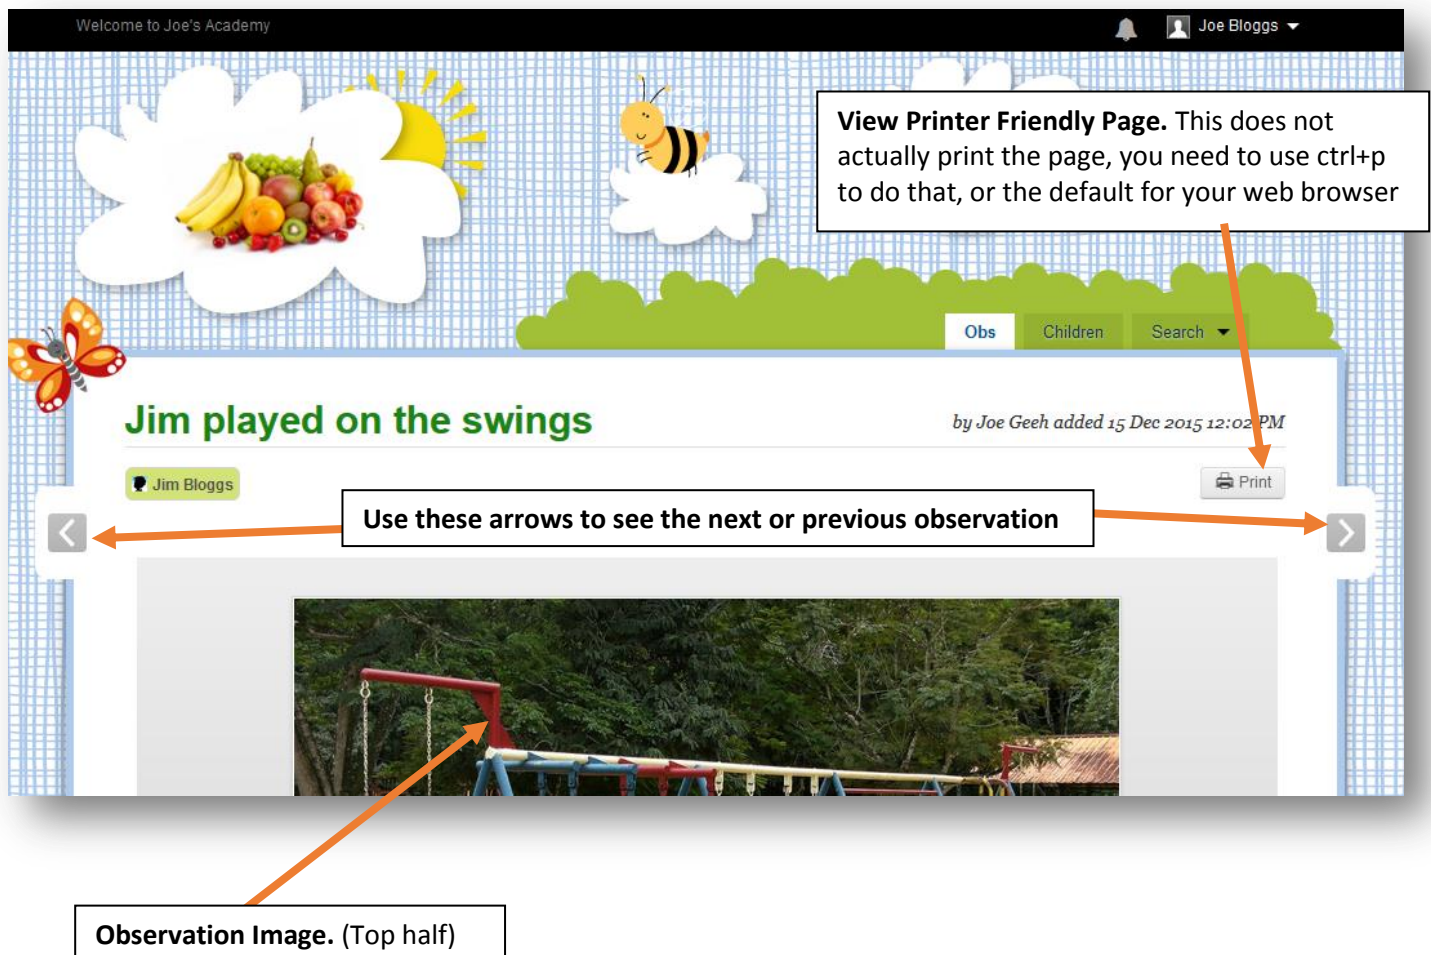 Welcome to Joe's Academy
Joe Bloggs
View Printer Friendly Page. This does not
actually print the page, you need to use ctrl+p
to do that, or the default for your web browser
Obs
Children
Search
Jim played on the swings
by Joe Geeh added 15 Dec 2015 12:02 PM
Jim Bloggs
Print
Use these arrows to see the next or previous observation
Observation Image. (Top half)